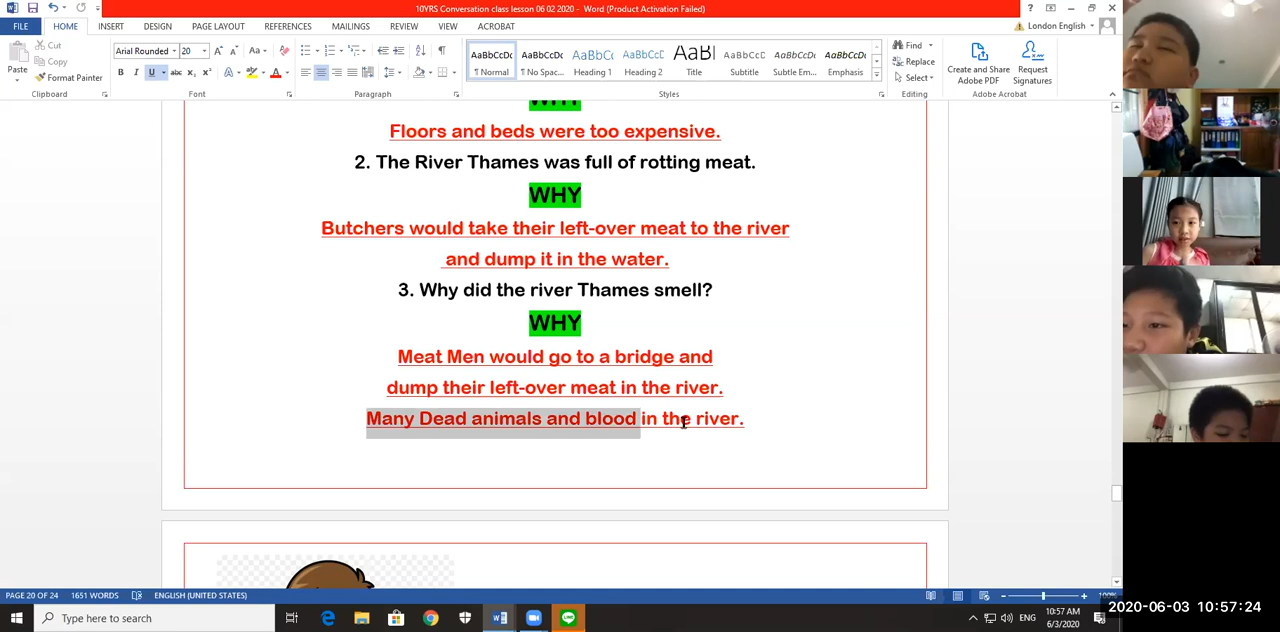 10YRS Conversation class lesson 06 02 2020 - Word (Product Activation Failed)
FILE HOME INSERT DESIGN PAGE LAYOUT REFERENCES MAILINGS REVIEW VIEW ACROBAT London English
Paste Cut Copy Format Painter
Arial Rounded 20
AaBbCcDc AaBbCcDc AaBbCc AaBbCcC AaBl AaBbCcD AaBbCcDc AaBbCcDc
¶ Normal ¶ No Spac... Heading 1 Heading 2 Title Subtitle Subtle Em... Emphasis
Find Replace Select
Create and Share Adobe PDF Request Signatures
Clipboard Font Paragraph Styles Editing Adobe Acrobat
WHY
Floors and beds were too expensive.
2. The River Thames was full of rotting meat.
WHY
Butchers would take their left-over meat to the river
and dump it in the water.
3. Why did the river Thames smell?
WHY
Meat Men would go to a bridge and
dump their left-over meat in the river.
Many Dead animals and blood in the river.
PAGE 20 OF 24 1651 WORDS ENGLISH (UNITED STATES) 100%
Type here to search
ENG 10:57 AM
6/3/2020
2020-06-03 10:57:24